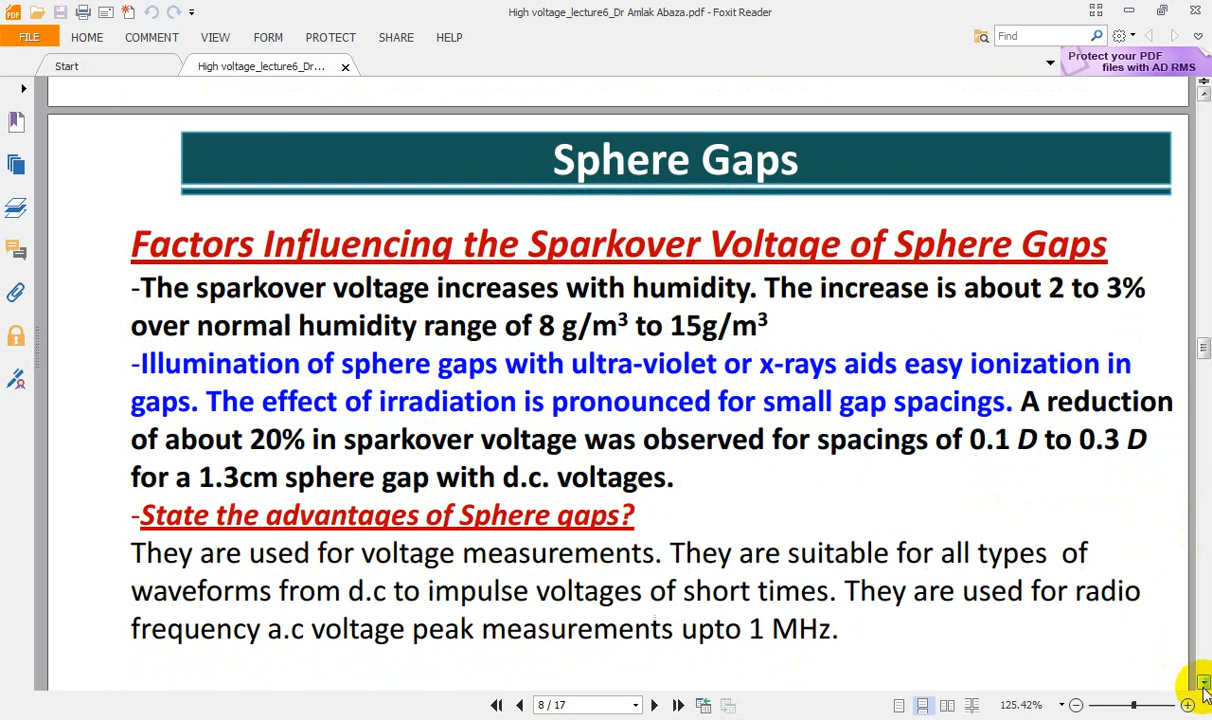 High voltage_lecture6_Dr Amlak Abaza.pdf - Foxit Reader
FILE HOME COMMENT VIEW FORM PROTECT SHARE HELP
Find
Start
High voltage_lecture6_Dr...
Protect your PDF
files with AD RMS
Sphere Gaps
Factors Influencing the Sparkover Voltage of Sphere Gaps
-The sparkover voltage increases with humidity. The increase is about 2 to 3%
over normal humidity range of 8 g/m³ to 15g/m³
-Illumination of sphere gaps with ultra-violet or x-rays aids easy ionization in
gaps. The effect of irradiation is pronounced for small gap spacings. A reduction
of about 20% in sparkover voltage was observed for spacings of 0.1 D to 0.3 D
for a 1.3cm sphere gap with d.c. voltages.
-State the advantages of Sphere gaps?
They are used for voltage measurements. They are suitable for all types of
waveforms from d.c to impulse voltages of short times. They are used for radio
frequency a.c voltage peak measurements upto 1 MHz.
8 / 17
125.42%